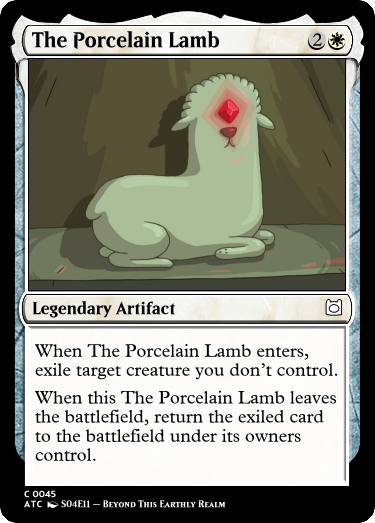 The Porcelain Lamb 2
Legendary Artifact
When The Porcelain Lamb enters,
exile target creature you don't control.
When this The Porcelain Lamb leaves
the battlefield, return the exiled card
to the battlefield under its owners
control.
C 0045
ATC S04E11 – Beyond This Earthly Realm